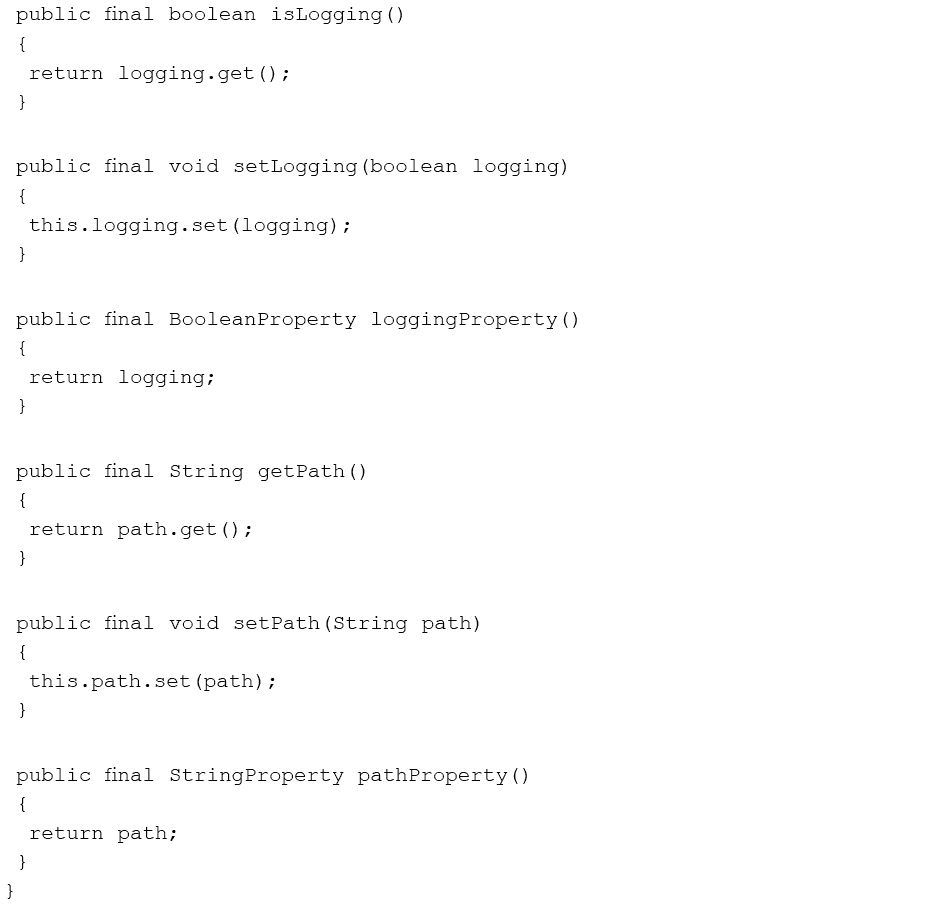 public final boolean isLogging()
{
return logging.get();
}
public final void setLogging(boolean logging)
{
this.logging.set(logging);
}
public final BooleanProperty loggingProperty()
{
return logging;
}
public final String getPath()
{
return path.get();
}
public final void setPath(String path)
{
this.path.set(path);
}
public final StringProperty pathProperty()
{
return path;
}
}